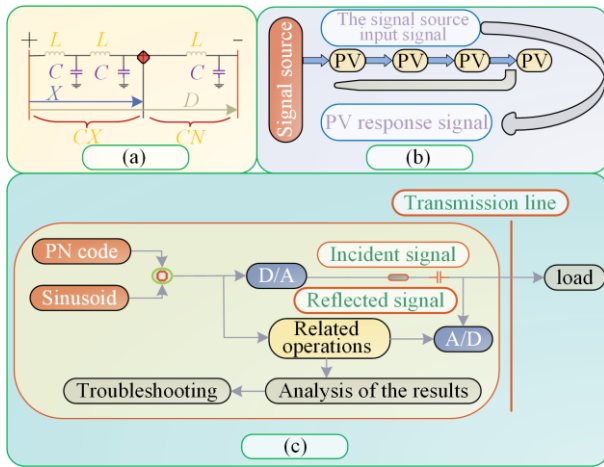 +
L
L
L
−
C
C
C
X
D
CX
CN
(a)
Signal source
The signal source
input signal
PV
PV
PV
PV
PV response signal
(b)
Transmission line
PN code
Sinusoid
D/A
Incident signal
Reflected signal
load
Related
operations
A/D
Troubleshooting
Analysis of the results
(c)